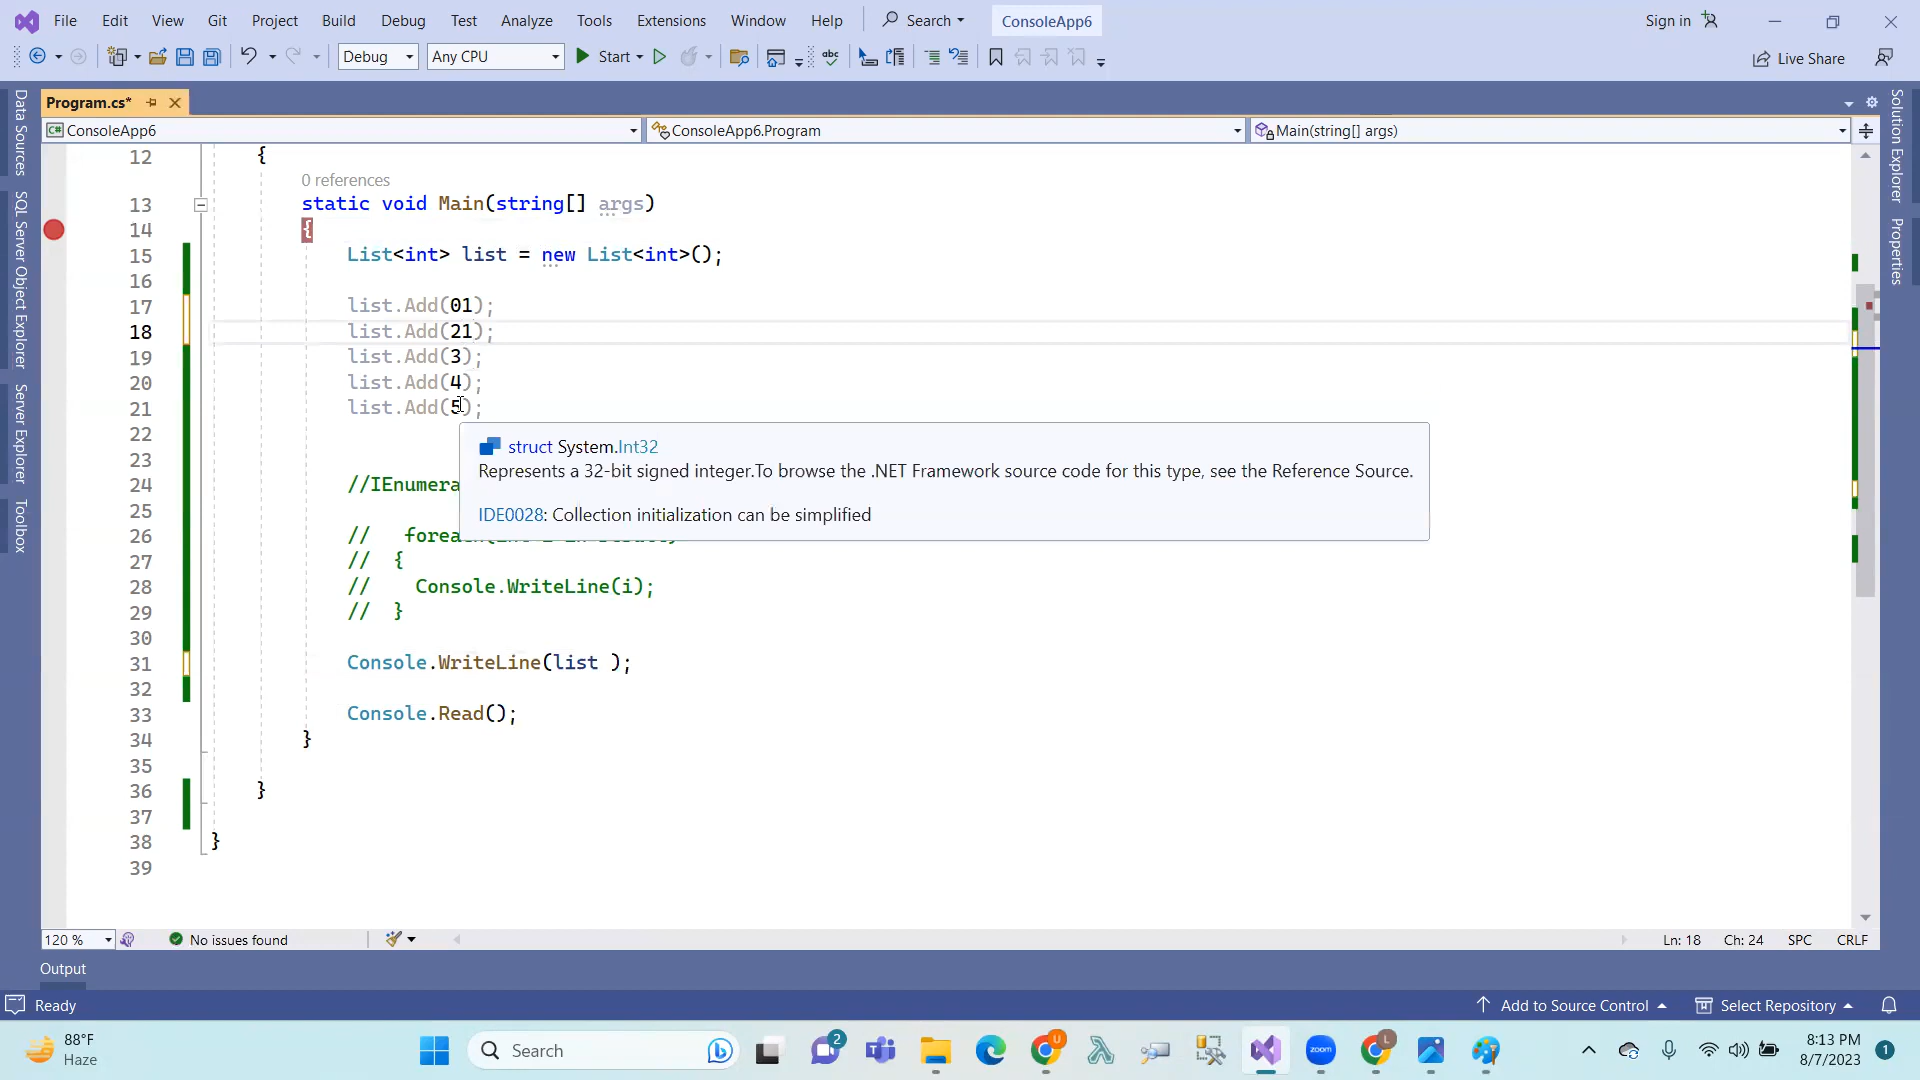 File Edit View Git Project Build Debug Test Analyze Tools Extensions Window Help Search ConsoleApp6 Sign in
Debug Any CPU Start Live Share
Program.cs*
ConsoleApp6 ConsoleApp6.Program Main(string[] args)
Data Sources
SQL Server Object Explorer
Server Explorer
Toolbox
Solution Explorer
Properties
12 {
0 references
13 static void Main(string[] args)
14 {
15 List<int> list = new List<int>();
16
17 list.Add(01);
18 list.Add(21);
19 list.Add(3);
20 list.Add(4);
21 list.Add(5);
22
struct System.Int32
23
Represents a 32-bit signed integer.To browse the .NET Framework source code for this type, see the Reference Source.
24 //IEnumera
25
IDE0028: Collection initialization can be simplified
26 // forea
27 // {
28 // Console.WriteLine(i);
29 // }
30
31 Console.WriteLine(list );
32
33 Console.Read();
34 }
35
36 }
37
38 }
39
120 % No issues found Ln: 18 Ch: 24 SPC CRLF
Output
Ready Add to Source Control Select Repository
88°F
Haze
Search
2
U
zoom
L
8:13 PM
8/7/2023
1